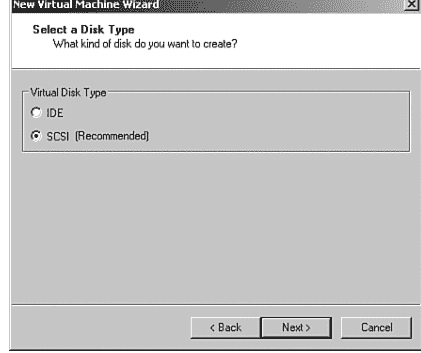 New Virtual Machine Wizard
Select a Disk Type
What kind of disk do you want to create?
Virtual Disk Type
IDE
SCSI (Recommended)
< Back
Next >
Cancel